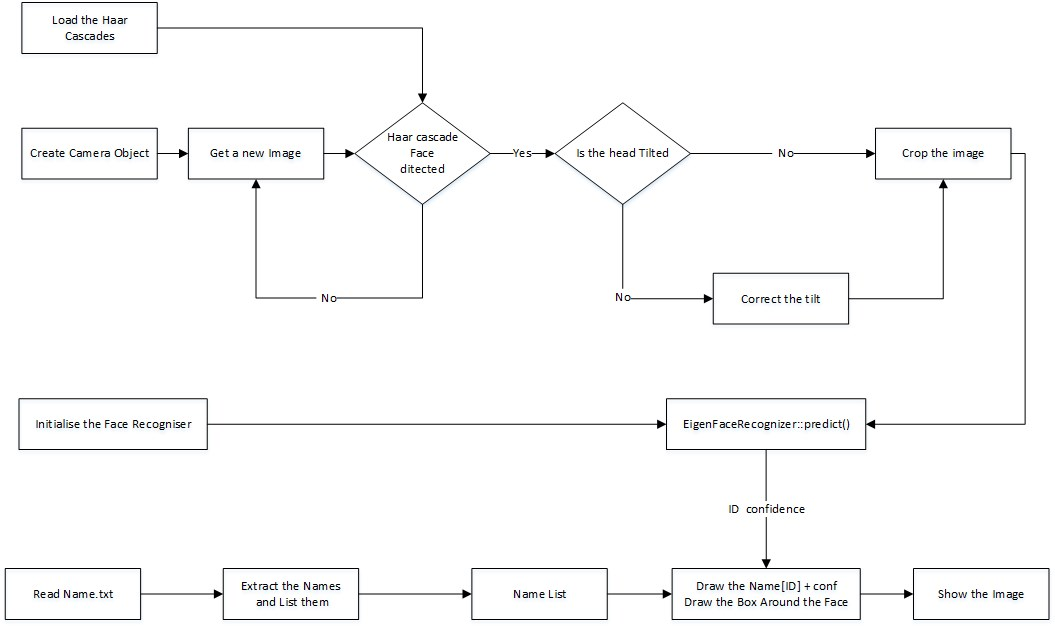 Load the Haar
Cascades
Create Camera Object
Get a new Image
Haar cascade
Face
ditected
Yes
Is the head Tilted
No
Crop the image
No
No
Correct the tilt
Initialise the Face Recogniser
EigenFaceRecognizer::predict()
ID confidence
Read Name.txt
Extract the Names
and List them
Name List
Draw the Name[ID] + conf
Draw the Box Around the Face
Show the Image